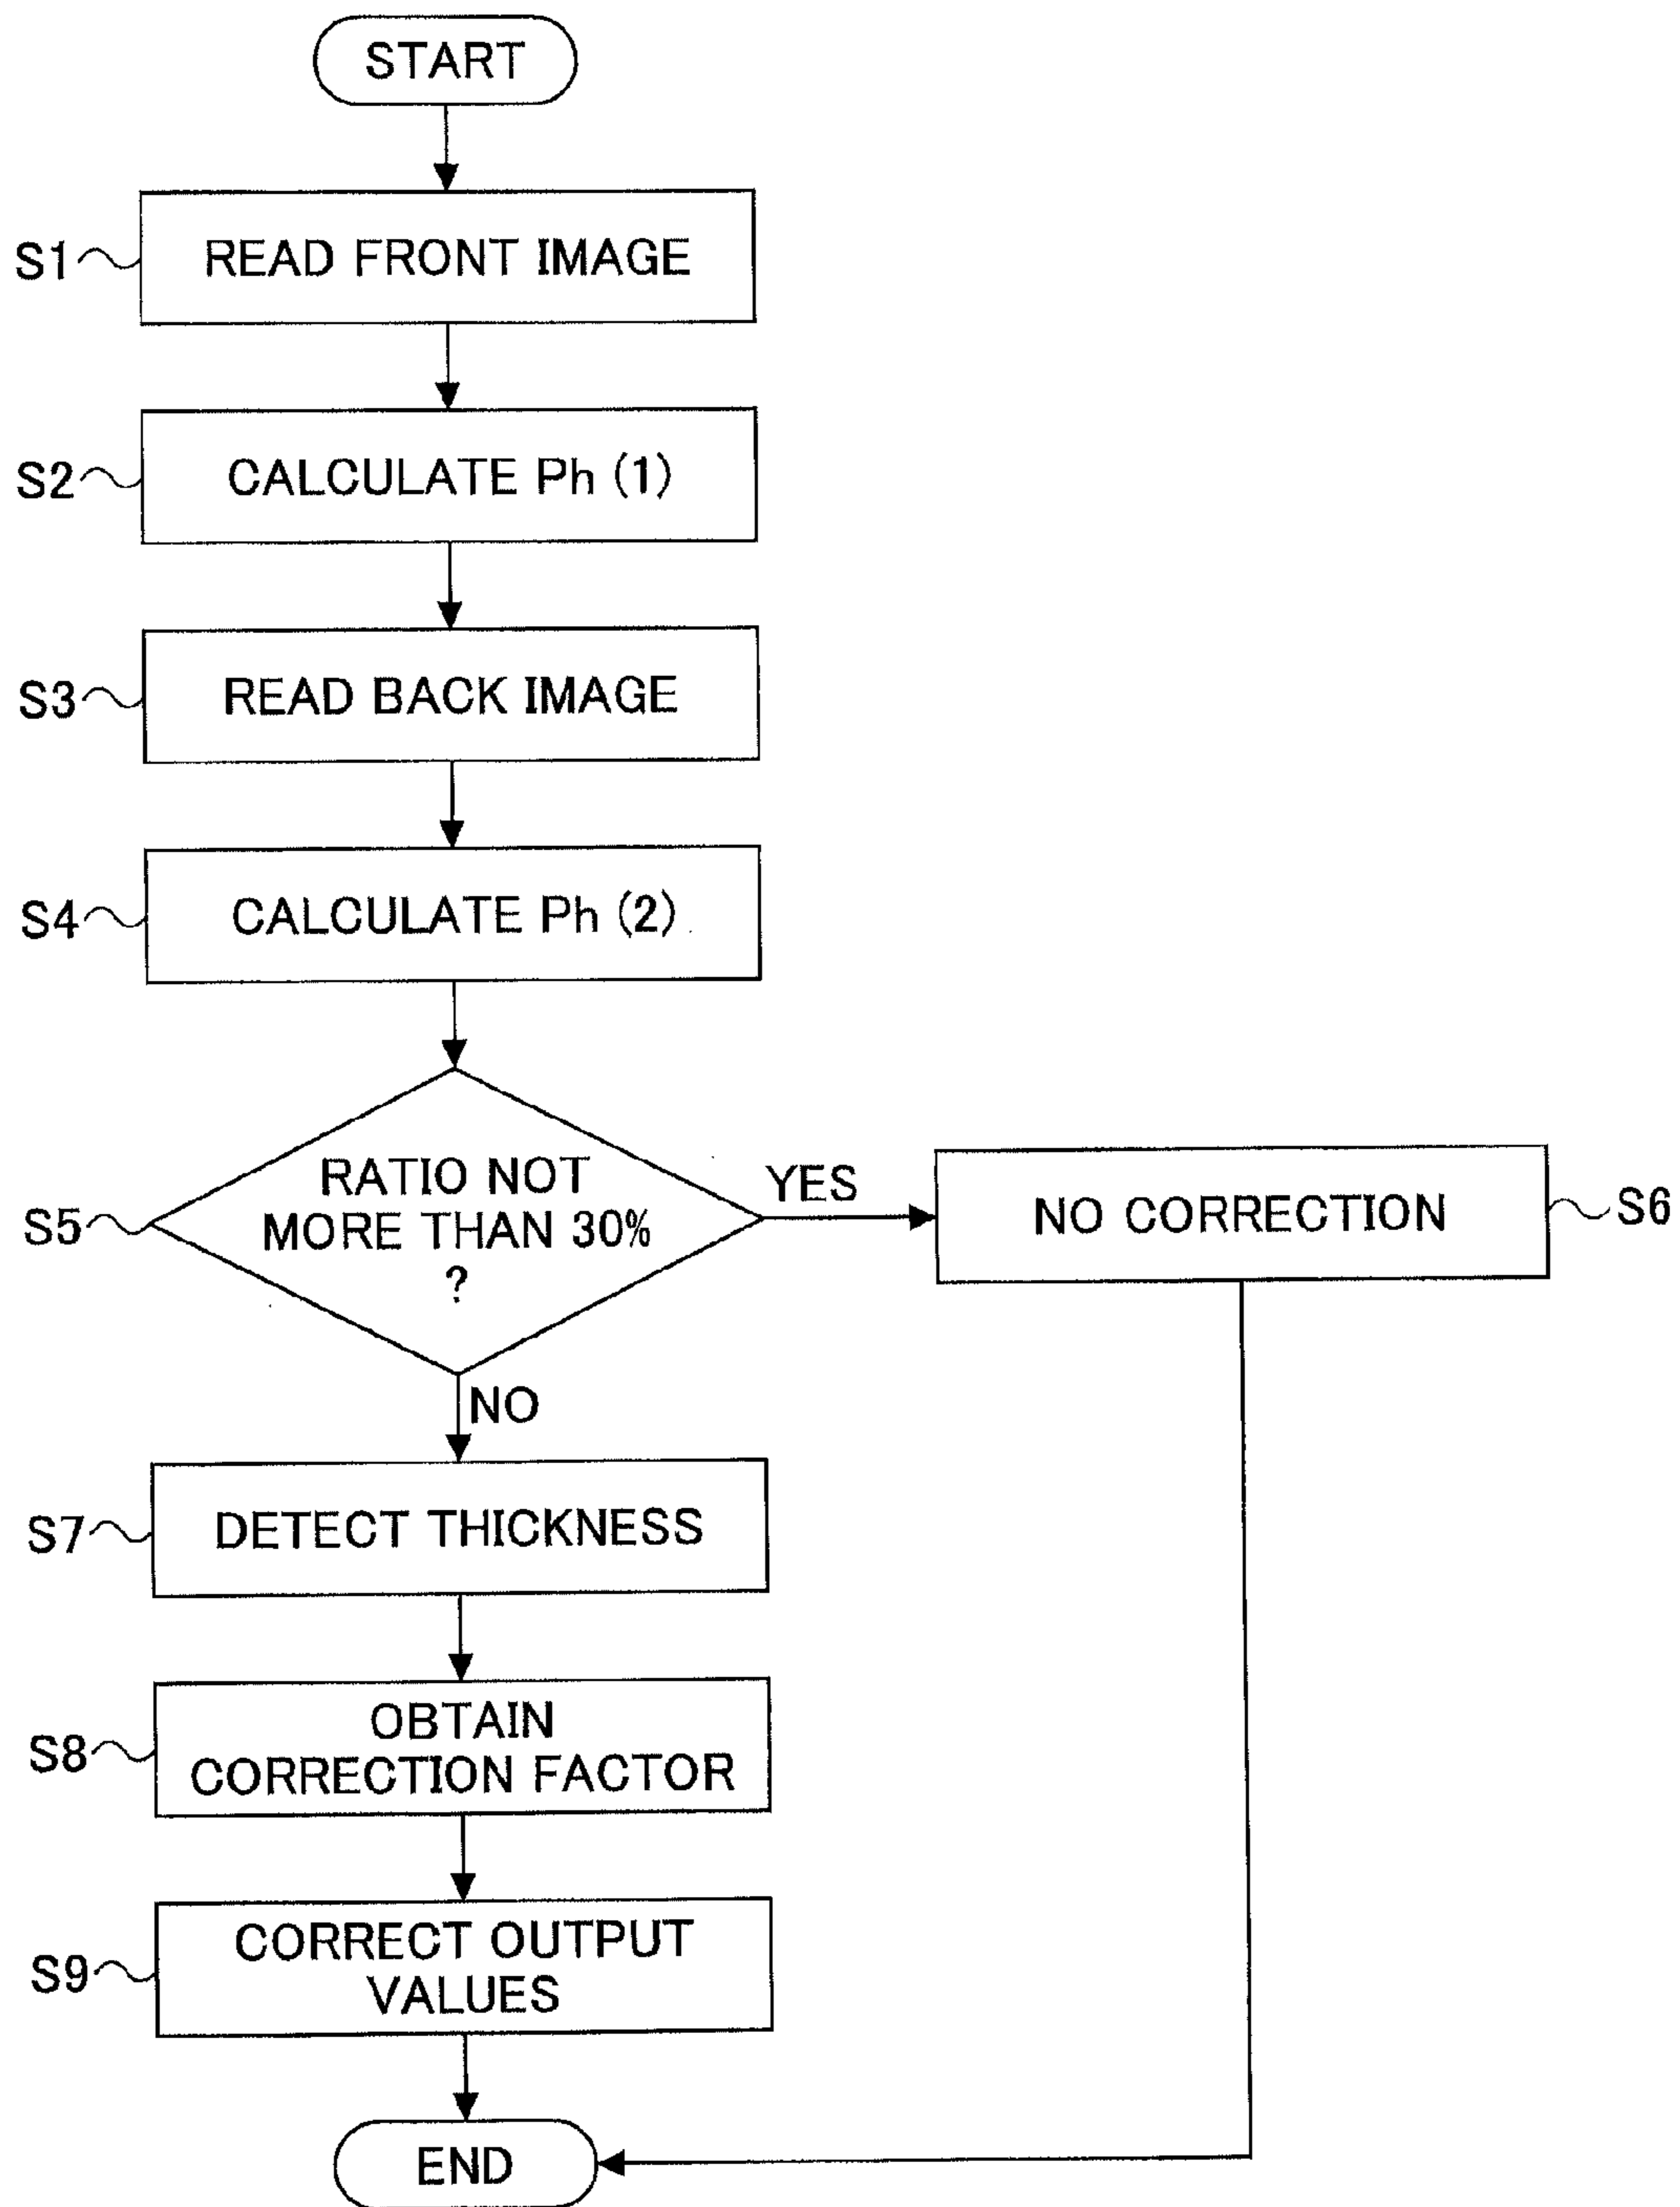 START
S1
READ FRONT IMAGE
S2
CALCULATE Ph (1)
S3
READ BACK IMAGE
S4
CALCULATE Ph (2)
S5
RATIO NOT
MORE THAN 30%
?
YES
NO CORRECTION
S6
NO
S7
DETECT THICKNESS
S8
OBTAIN
CORRECTION FACTOR
S9
CORRECT OUTPUT
VALUES
END